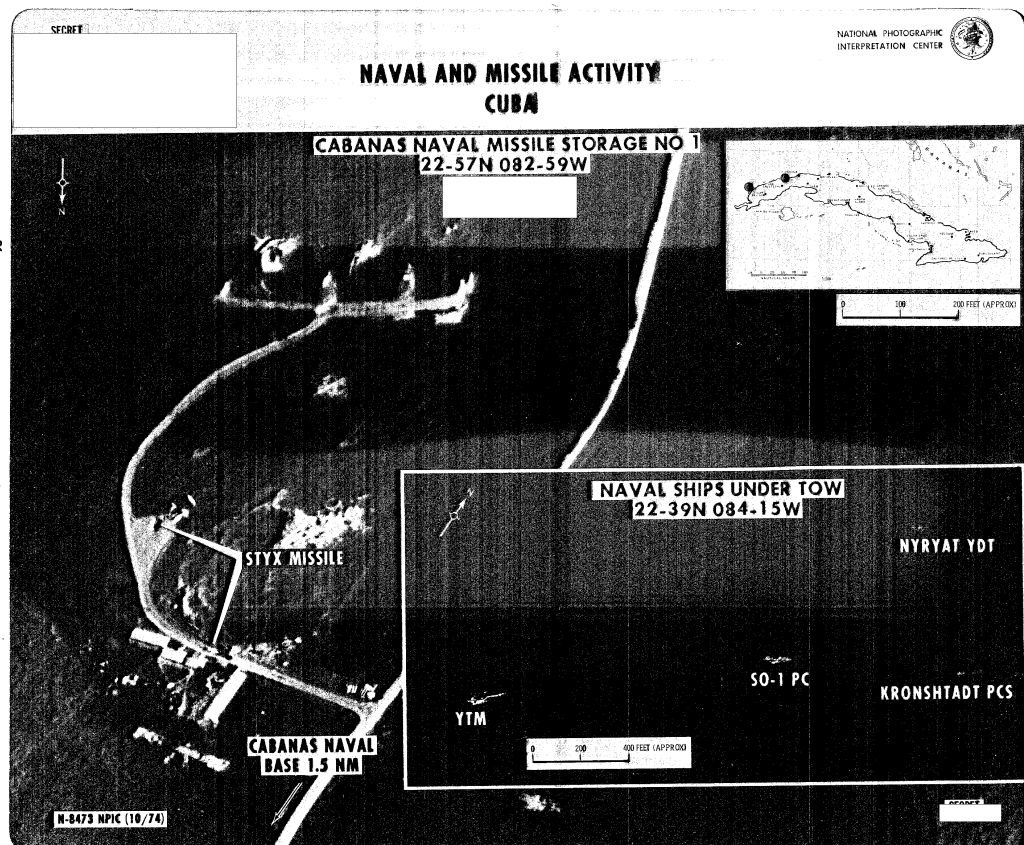 SECRET
NATIONAL PHOTOGRAPHIC
INTERPRETATION CENTER
NAVAL AND MISSILE ACTIVITY
CUBA
CABANAS NAVAL MISSILE STORAGE NO 1
22-57N 082-59W
N
0 100 200 FEET (APPROX)
NAVAL SHIPS UNDER TOW
22-39N 084-15W
NYRYAT YDT
STYX MISSILE
SO-1 PC
KRONSHTADT PCS
YTM
0 200 400 FEET (APPROX)
CABANAS NAVAL
BASE 1.5 NM
N-8473 NPIC (10/74)